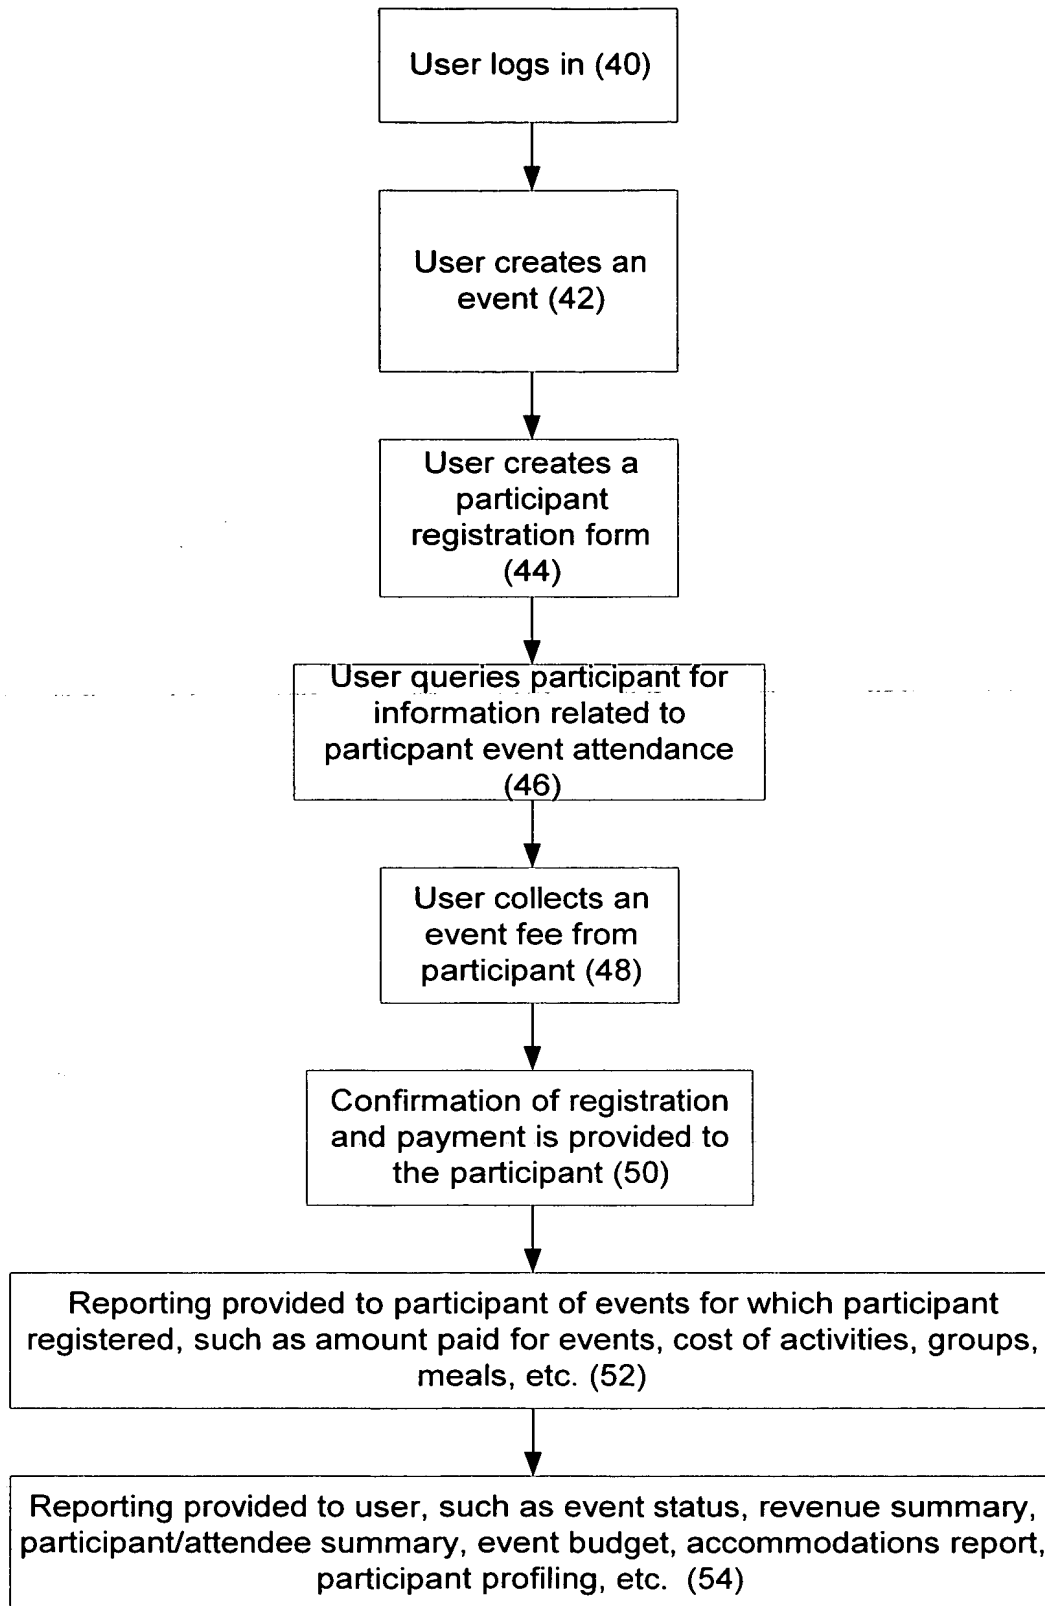 User logs in (40)
User creates an
event (42)
User creates a
participant
registration form
(44)
User queries participant for
information related to
particpant event attendance
(46)
User collects an
event fee from
participant (48)
Confirmation of registration
and payment is provided to
the participant (50)
Reporting provided to participant of events for which participant
registered, such as amount paid for events, cost of activities, groups,
meals, etc. (52)
Reporting provided to user, such as event status, revenue summary,
participant/attendee summary, event budget, accommodations report,
participant profiling, etc. (54)